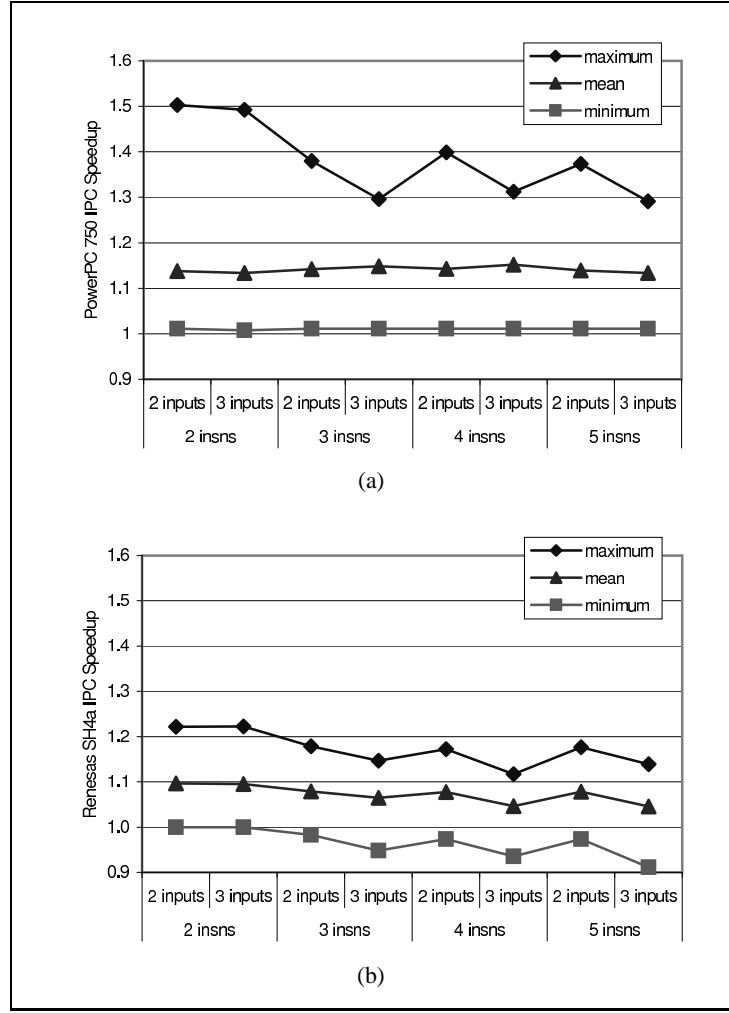 PowerPC 750 IPC Speedup
1.6
1.5
1.4
1.3
1.2
1.1
1
0.9
maximum
mean
minimum
2 inputs 3 inputs 2 inputs 3 inputs 2 inputs 3 inputs 2 inputs 3 inputs
2 insns 3 insns 4 insns 5 insns
(a)
Renesas SH4a IPC Speedup
1.6
1.5
1.4
1.3
1.2
1.1
1.0
0.9
maximum
mean
minimum
2 inputs 3 inputs 2 inputs 3 inputs 2 inputs 3 inputs 2 inputs 3 inputs
2 insns 3 insns 4 insns 5 insns
(b)